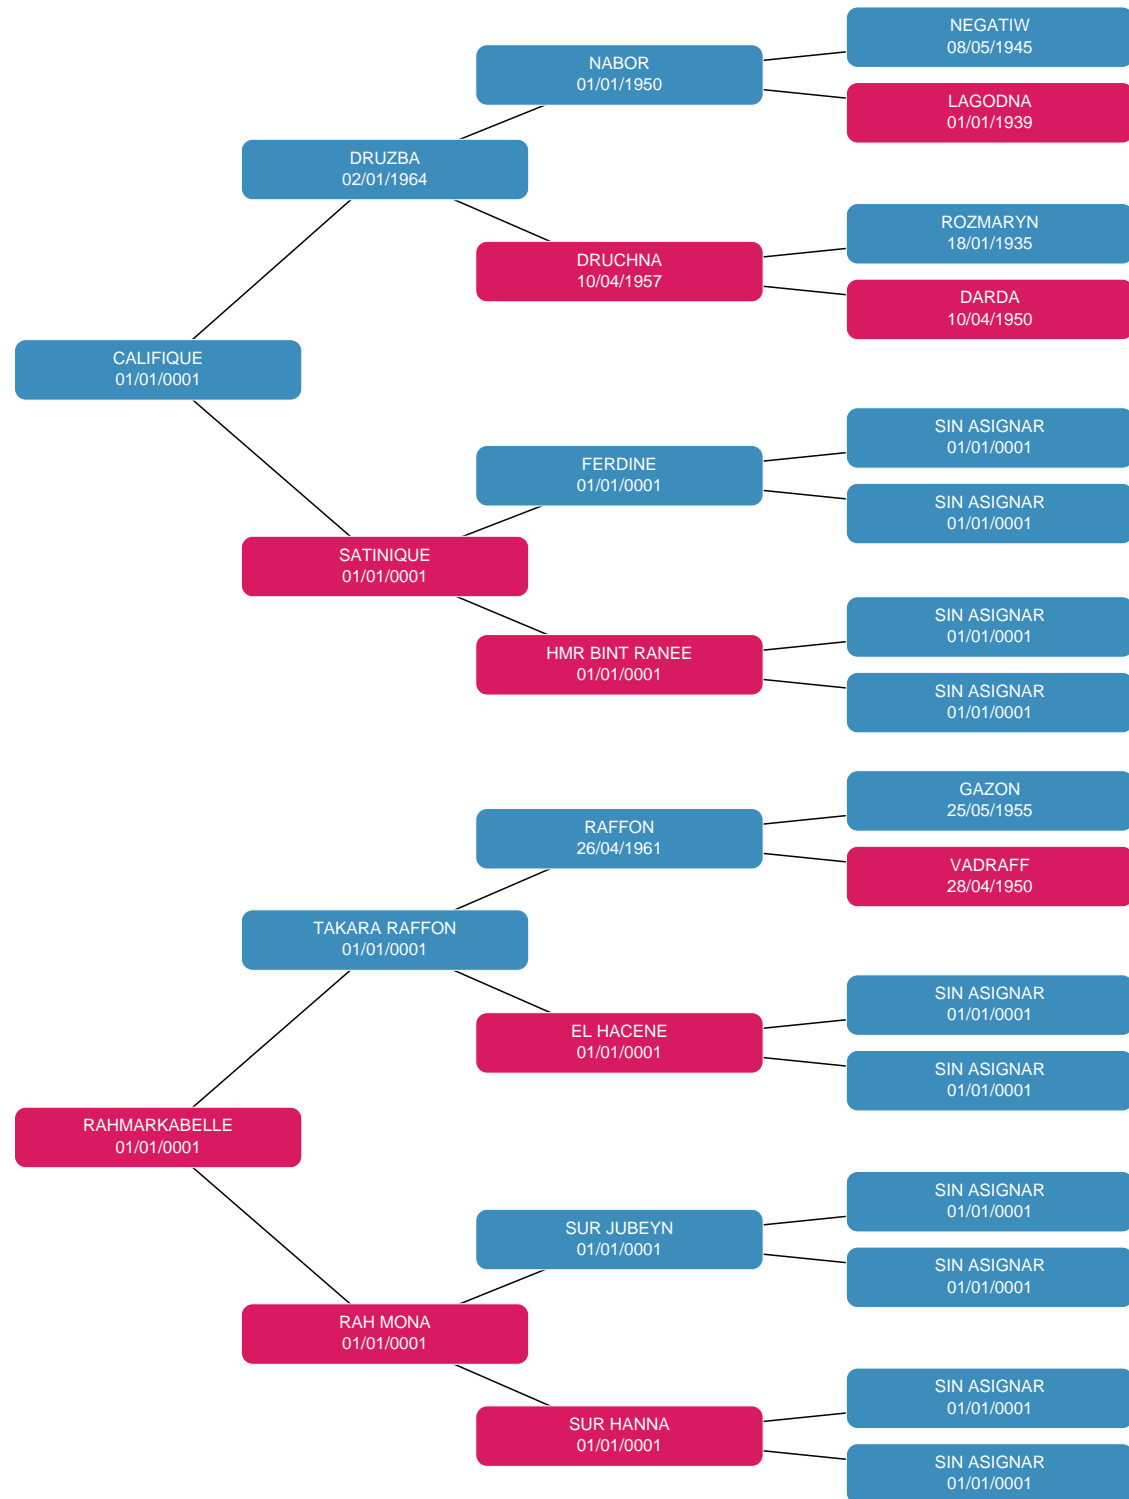 NEGATIW
08/05/1945
NABOR
01/01/1950
LAGODNA
01/01/1939
DRUZBA
02/01/1964
ROZMARYN
18/01/1935
DRUCHNA
10/04/1957
DARDA
10/04/1950
CALIFIQUE
01/01/0001
SIN ASIGNAR
01/01/0001
FERDINE
01/01/0001
SIN ASIGNAR
01/01/0001
SATINIQUE
01/01/0001
SIN ASIGNAR
01/01/0001
HMR BINT RANEE
01/01/0001
SIN ASIGNAR
01/01/0001
GAZON
25/05/1955
RAFFON
26/04/1961
VADRAFF
28/04/1950
TAKARA RAFFON
01/01/0001
SIN ASIGNAR
01/01/0001
EL HACENE
01/01/0001
SIN ASIGNAR
01/01/0001
RAHMARKABELLE
01/01/0001
SIN ASIGNAR
01/01/0001
SUR JUBEYN
01/01/0001
SIN ASIGNAR
01/01/0001
RAH MONA
01/01/0001
SIN ASIGNAR
01/01/0001
SUR HANNA
01/01/0001
SIN ASIGNAR
01/01/0001